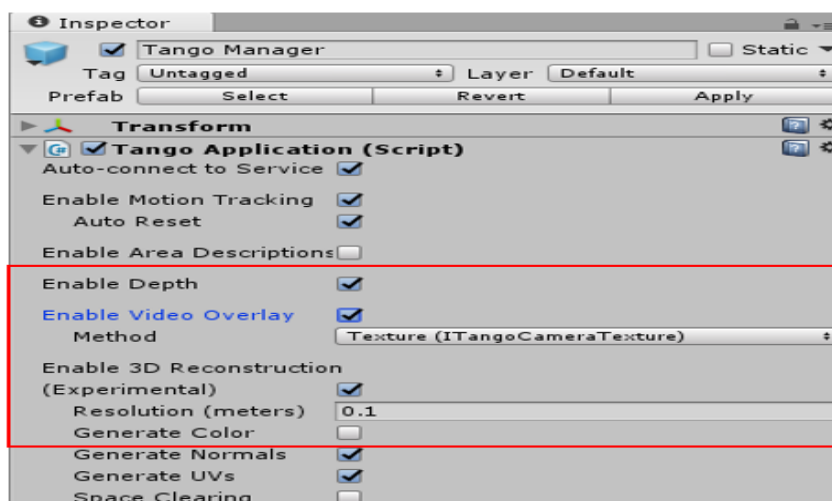 Inspector
Tango Manager Static
Tag Untagged Layer Default
Prefab Select Revert Apply
Transform
Tango Application (Script)
Auto-connect to Service
Enable Motion Tracking
Auto Reset
Enable Area Descriptions
Enable Depth
Enable Video Overlay
Method Texture (ITangoCameraTexture)
Enable 3D Reconstruction
(Experimental)
Resolution (meters) 0.1
Generate Color
Generate Normals
Generate UVs
Space Clearing